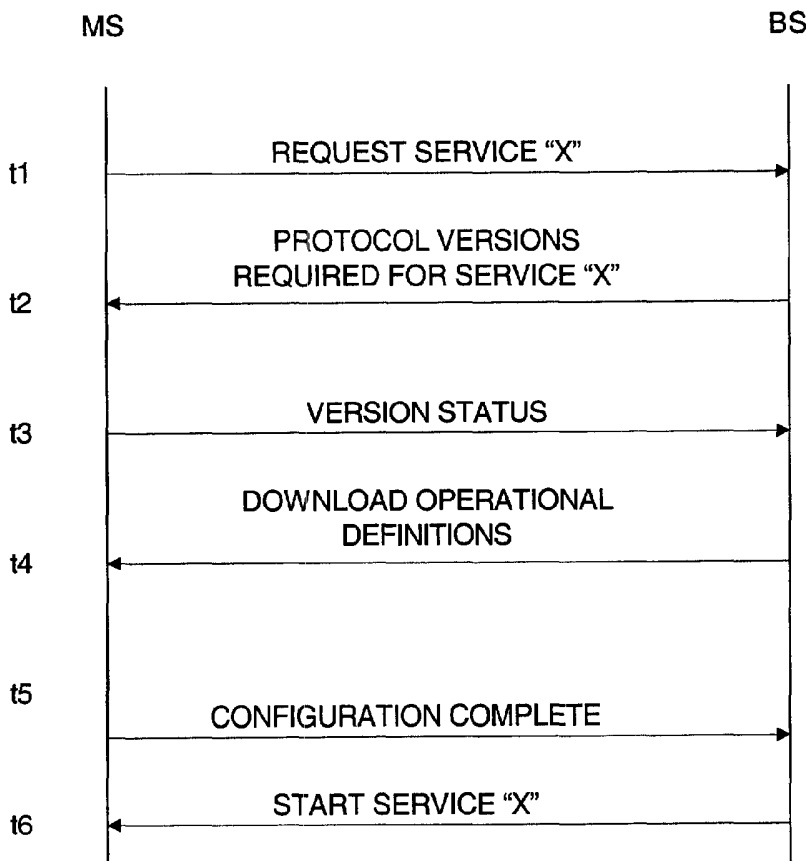 MS
BS
t1
REQUEST SERVICE “X”
PROTOCOL VERSIONS
REQUIRED FOR SERVICE “X”
t2
VERSION STATUS
t3
DOWNLOAD OPERATIONAL
DEFINITIONS
t4
t5
CONFIGURATION COMPLETE
START SERVICE “X”
t6